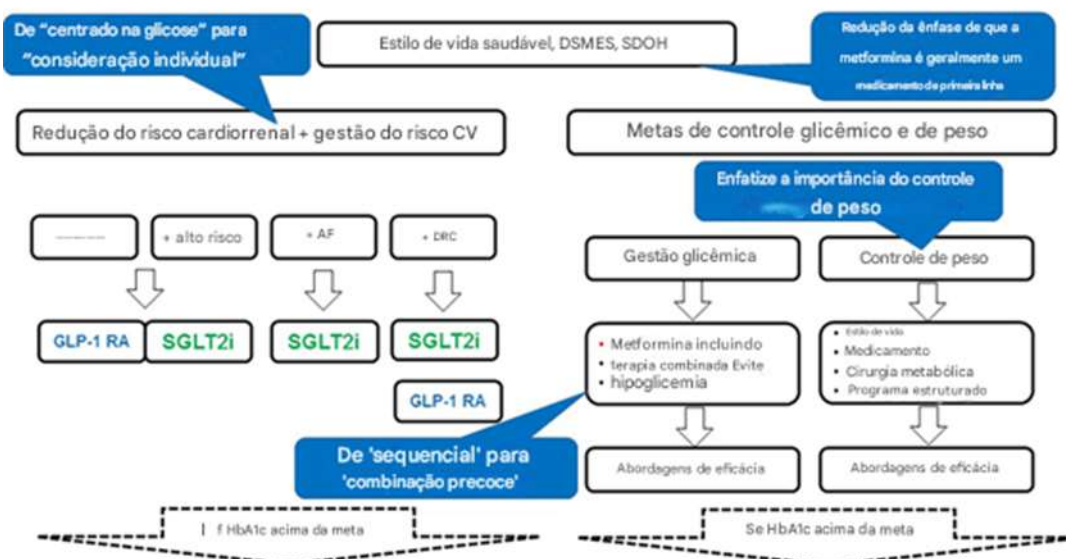 De “centrado na glicose” para
“consideração individual”
Estilo de vida saudável, DSMES, SDOH
Redução da ênfase de que a
metformina é geralmente um
medicamento de primeira linha
Redução do risco cardiorrenal + gestão do risco CV
Metas de controle glicêmico e de peso
Enfatize a importância do controle
de peso
+ alto risco
+ AF
+ DRC
Gestão glicêmica
Controle de peso
GLP-1 RA
SGLT2i
SGLT2i
SGLT2i
GLP-1 RA
• Metformina incluindo
• terapia combinada Evite
• hipoglicemia
• Estilo de vida
• Medicamento
• Cirurgia metabólica
• Programa estruturado
De 'sequencial' para
'combinação precoce'
Abordagens de eficácia
Abordagens de eficácia
I f HbA1c acima da meta
Se HbA1c acima da meta